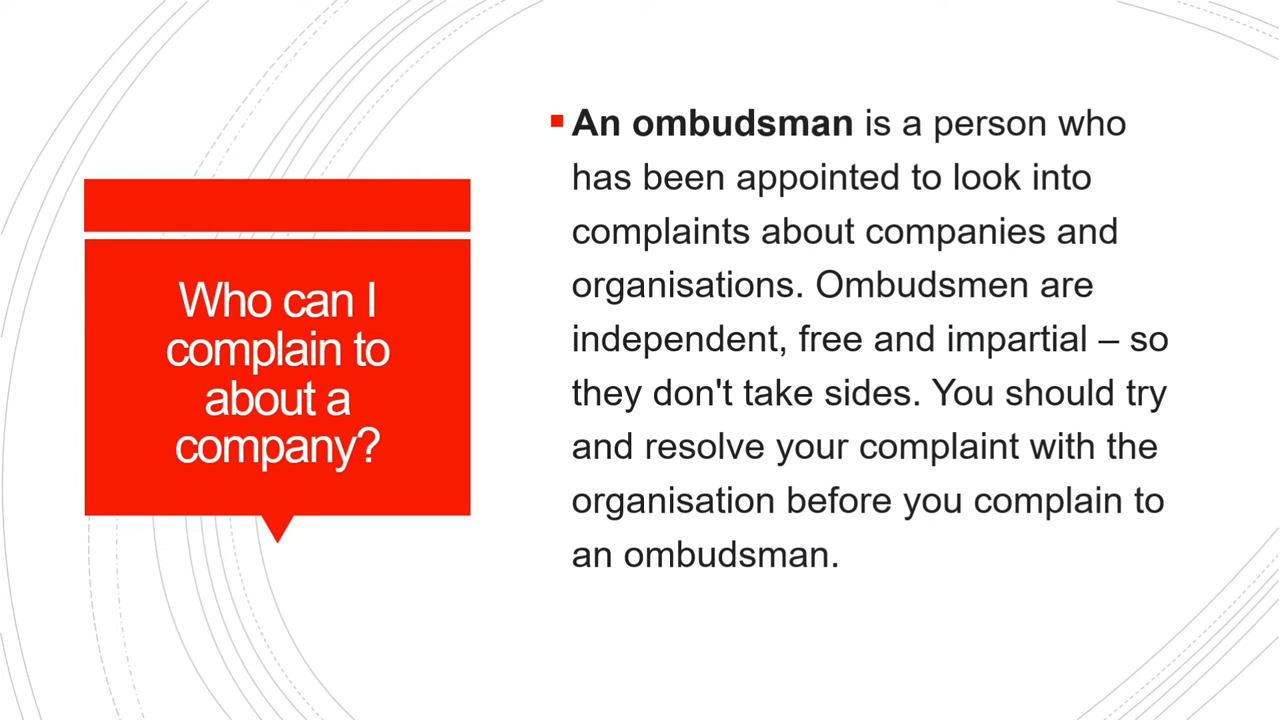 Who can I
complain to
about a
company?
An ombudsman is a person who
has been appointed to look into
complaints about companies and
organisations. Ombudsmen are
independent, free and impartial – so
they don't take sides. You should try
and resolve your complaint with the
organisation before you complain to
an ombudsman.